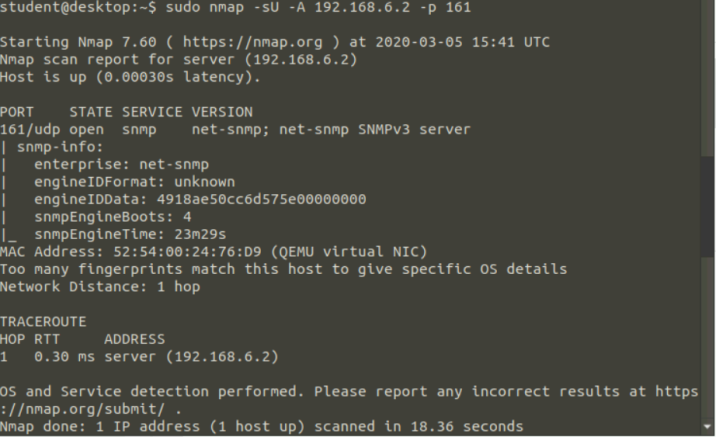 student@desktop:~$ sudo nmap -sU -A 192.168.6.2 -p 161
Starting Nmap 7.60 ( https://nmap.org ) at 2020-03-05 15:41 UTC
Nmap scan report for server (192.168.6.2)
Host is up (0.00030s latency).
PORT    STATE SERVICE VERSION
161/udp open  snmp    net-snmp; net-snmp SNMPv3 server
| snmp-info:
|   enterprise: net-snmp
|   engineIDFormat: unknown
|   engineIDData: 4918ae50cc6d575e00000000
|   snmpEngineBoots: 4
|_  snmpEngineTime: 23m29s
MAC Address: 52:54:00:24:76:D9 (QEMU virtual NIC)
Too many fingerprints match this host to give specific OS details
Network Distance: 1 hop
TRACEROUTE
HOP RTT     ADDRESS
1   0.30 ms server (192.168.6.2)
OS and Service detection performed. Please report any incorrect results at https
://nmap.org/submit/ .
Nmap done: 1 IP address (1 host up) scanned in 18.36 seconds